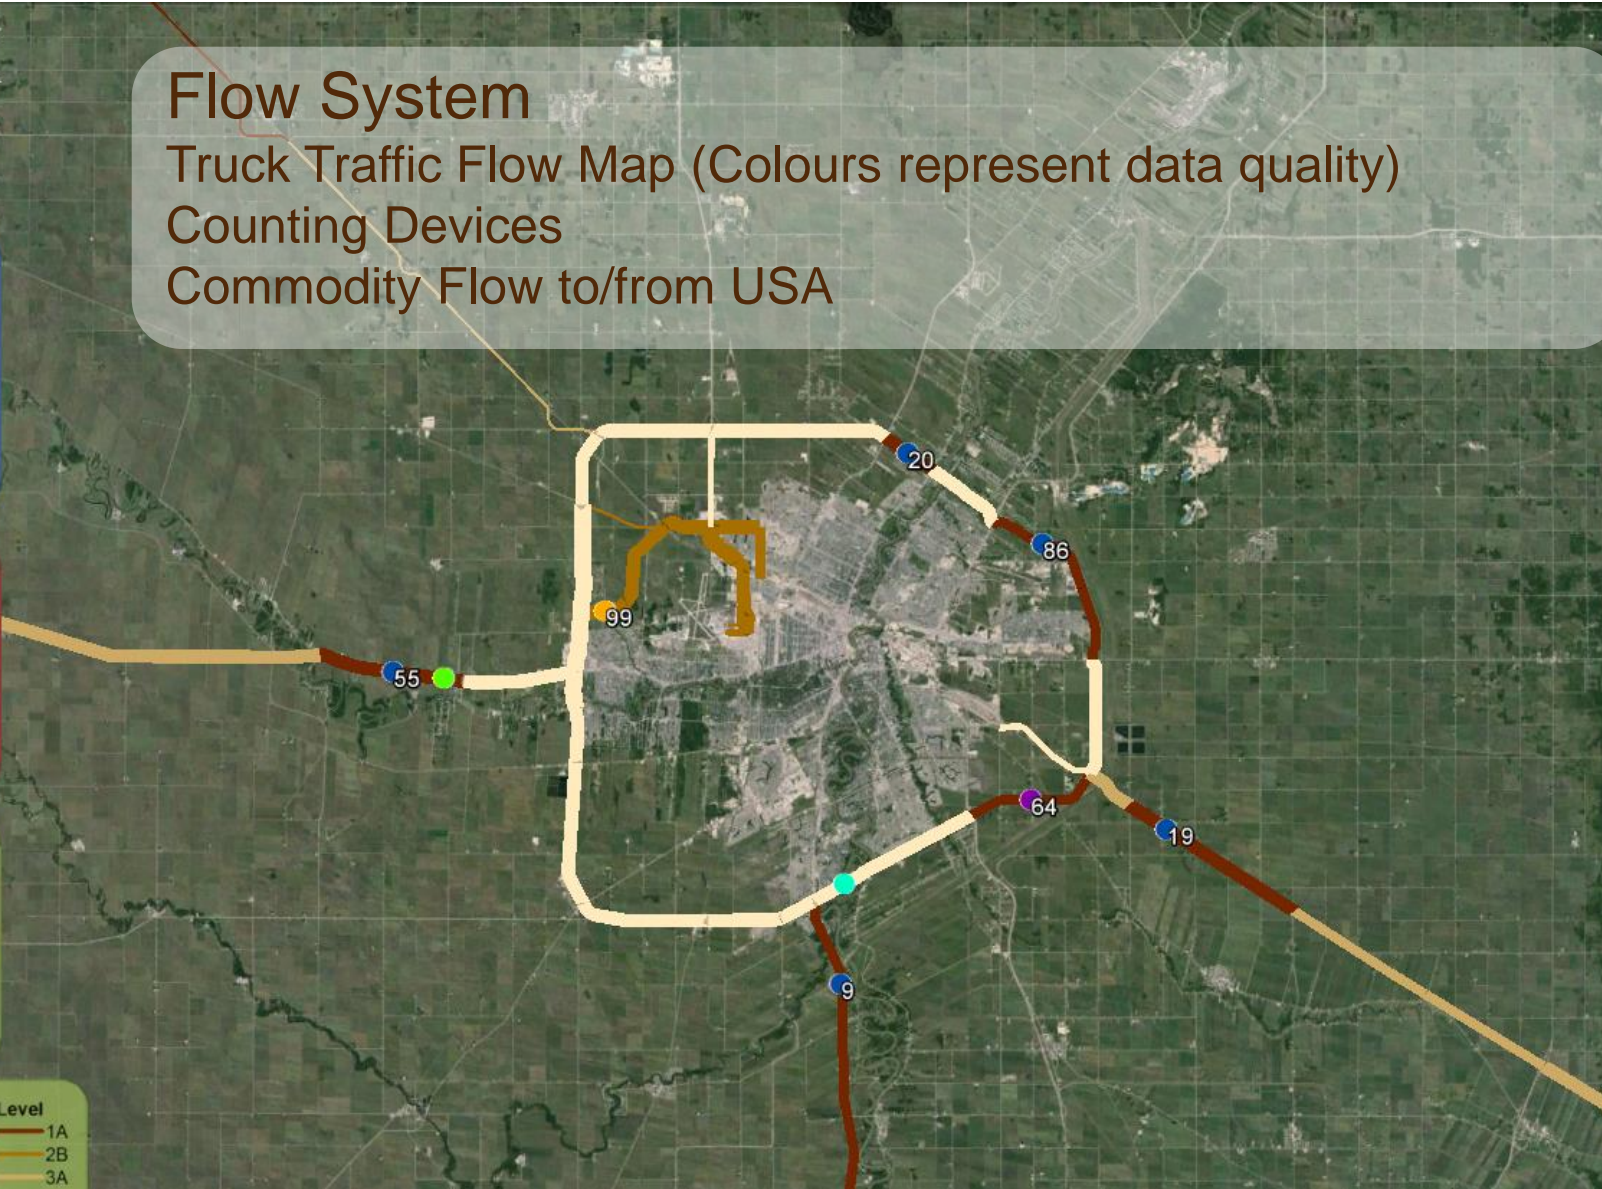 Flow System
Truck Traffic Flow Map (Colours represent data quality)
Counting Devices
Commodity Flow to/from USA
20
86
99
55
64
19
9
Level
1A
2B
3A